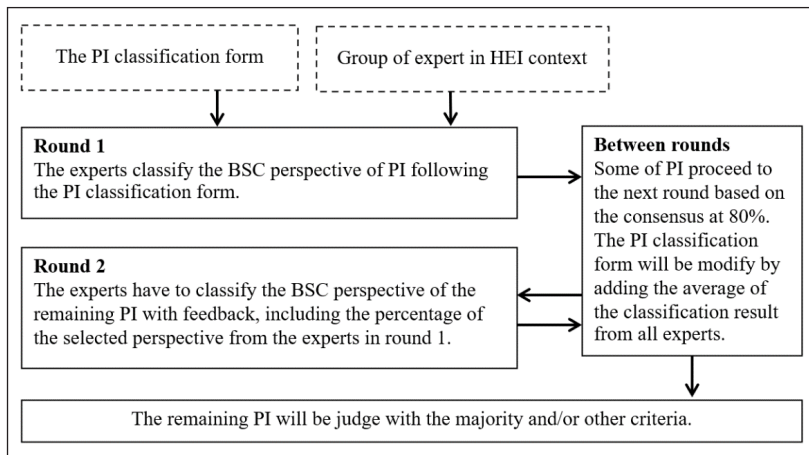 The PI classification form
Group of expert in HEI context
Round 1
The experts classify the BSC perspective of PI following
the PI classification form.
Between rounds
Some of PI proceed to
the next round based on
the consensus at 80%.
The PI classification
form will be modify by
adding the average of
the classification result
from all experts.
Round 2
The experts have to classify the BSC perspective of the
remaining PI with feedback, including the percentage of
the selected perspective from the experts in round 1.
The remaining PI will be judge with the majority and/or other criteria.